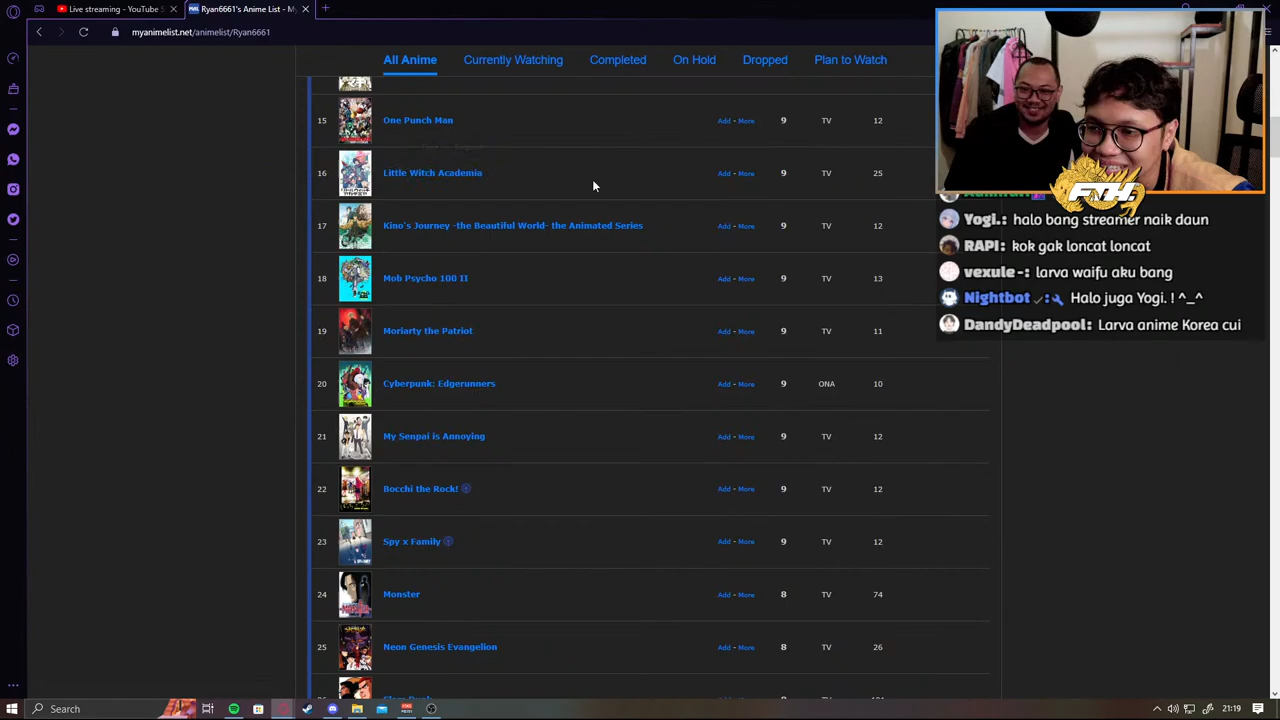 Live streaming - YouTube S
Ryan6661's Anime List - My
myanimelist.net/animelist/Ryan6661
All Anime Currently Watching Completed On Hold Dropped Plan to Watch
15 One Punch Man Add - More 9 TV 12
16 Little Witch Academia Add - More 9 TV 25
17 Kino's Journey -the Beautiful World- the Animated Series Add - More 9 TV 12
18 Mob Psycho 100 II Add - More 9 TV 13
19 Moriarty the Patriot Add - More 9 TV 11
20 Cyberpunk: Edgerunners Add - More 9 ONA 10
21 My Senpai is Annoying Add - More 9 TV 12
22 Bocchi the Rock! Add - More 9 TV 12
23 Spy x Family Add - More 9 TV 12
24 Monster Add - More 8 TV 74
25 Neon Genesis Evangelion Add - More 8 TV 26
FTH.
Yogi.: halo bang streamer naik daun
RAPI: kok gak loncat loncat
vexule -: larva waifu aku bang
Nightbot : Halo juga Yogi. ! ^_^
DandyDeadpool: Larva anime Korea cui
Search
21:19